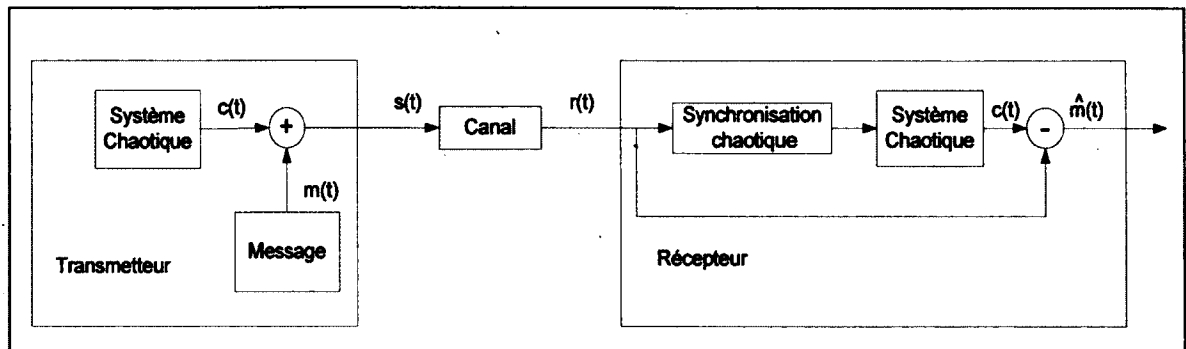 Système
Chaotique
c(t)
+
m(t)
Message
Transmetteur
s(t)
Canal
r(t)
Synchronisation
chaotique
Système
Chaotique
c(t)
-
m̂(t)
Récepteur